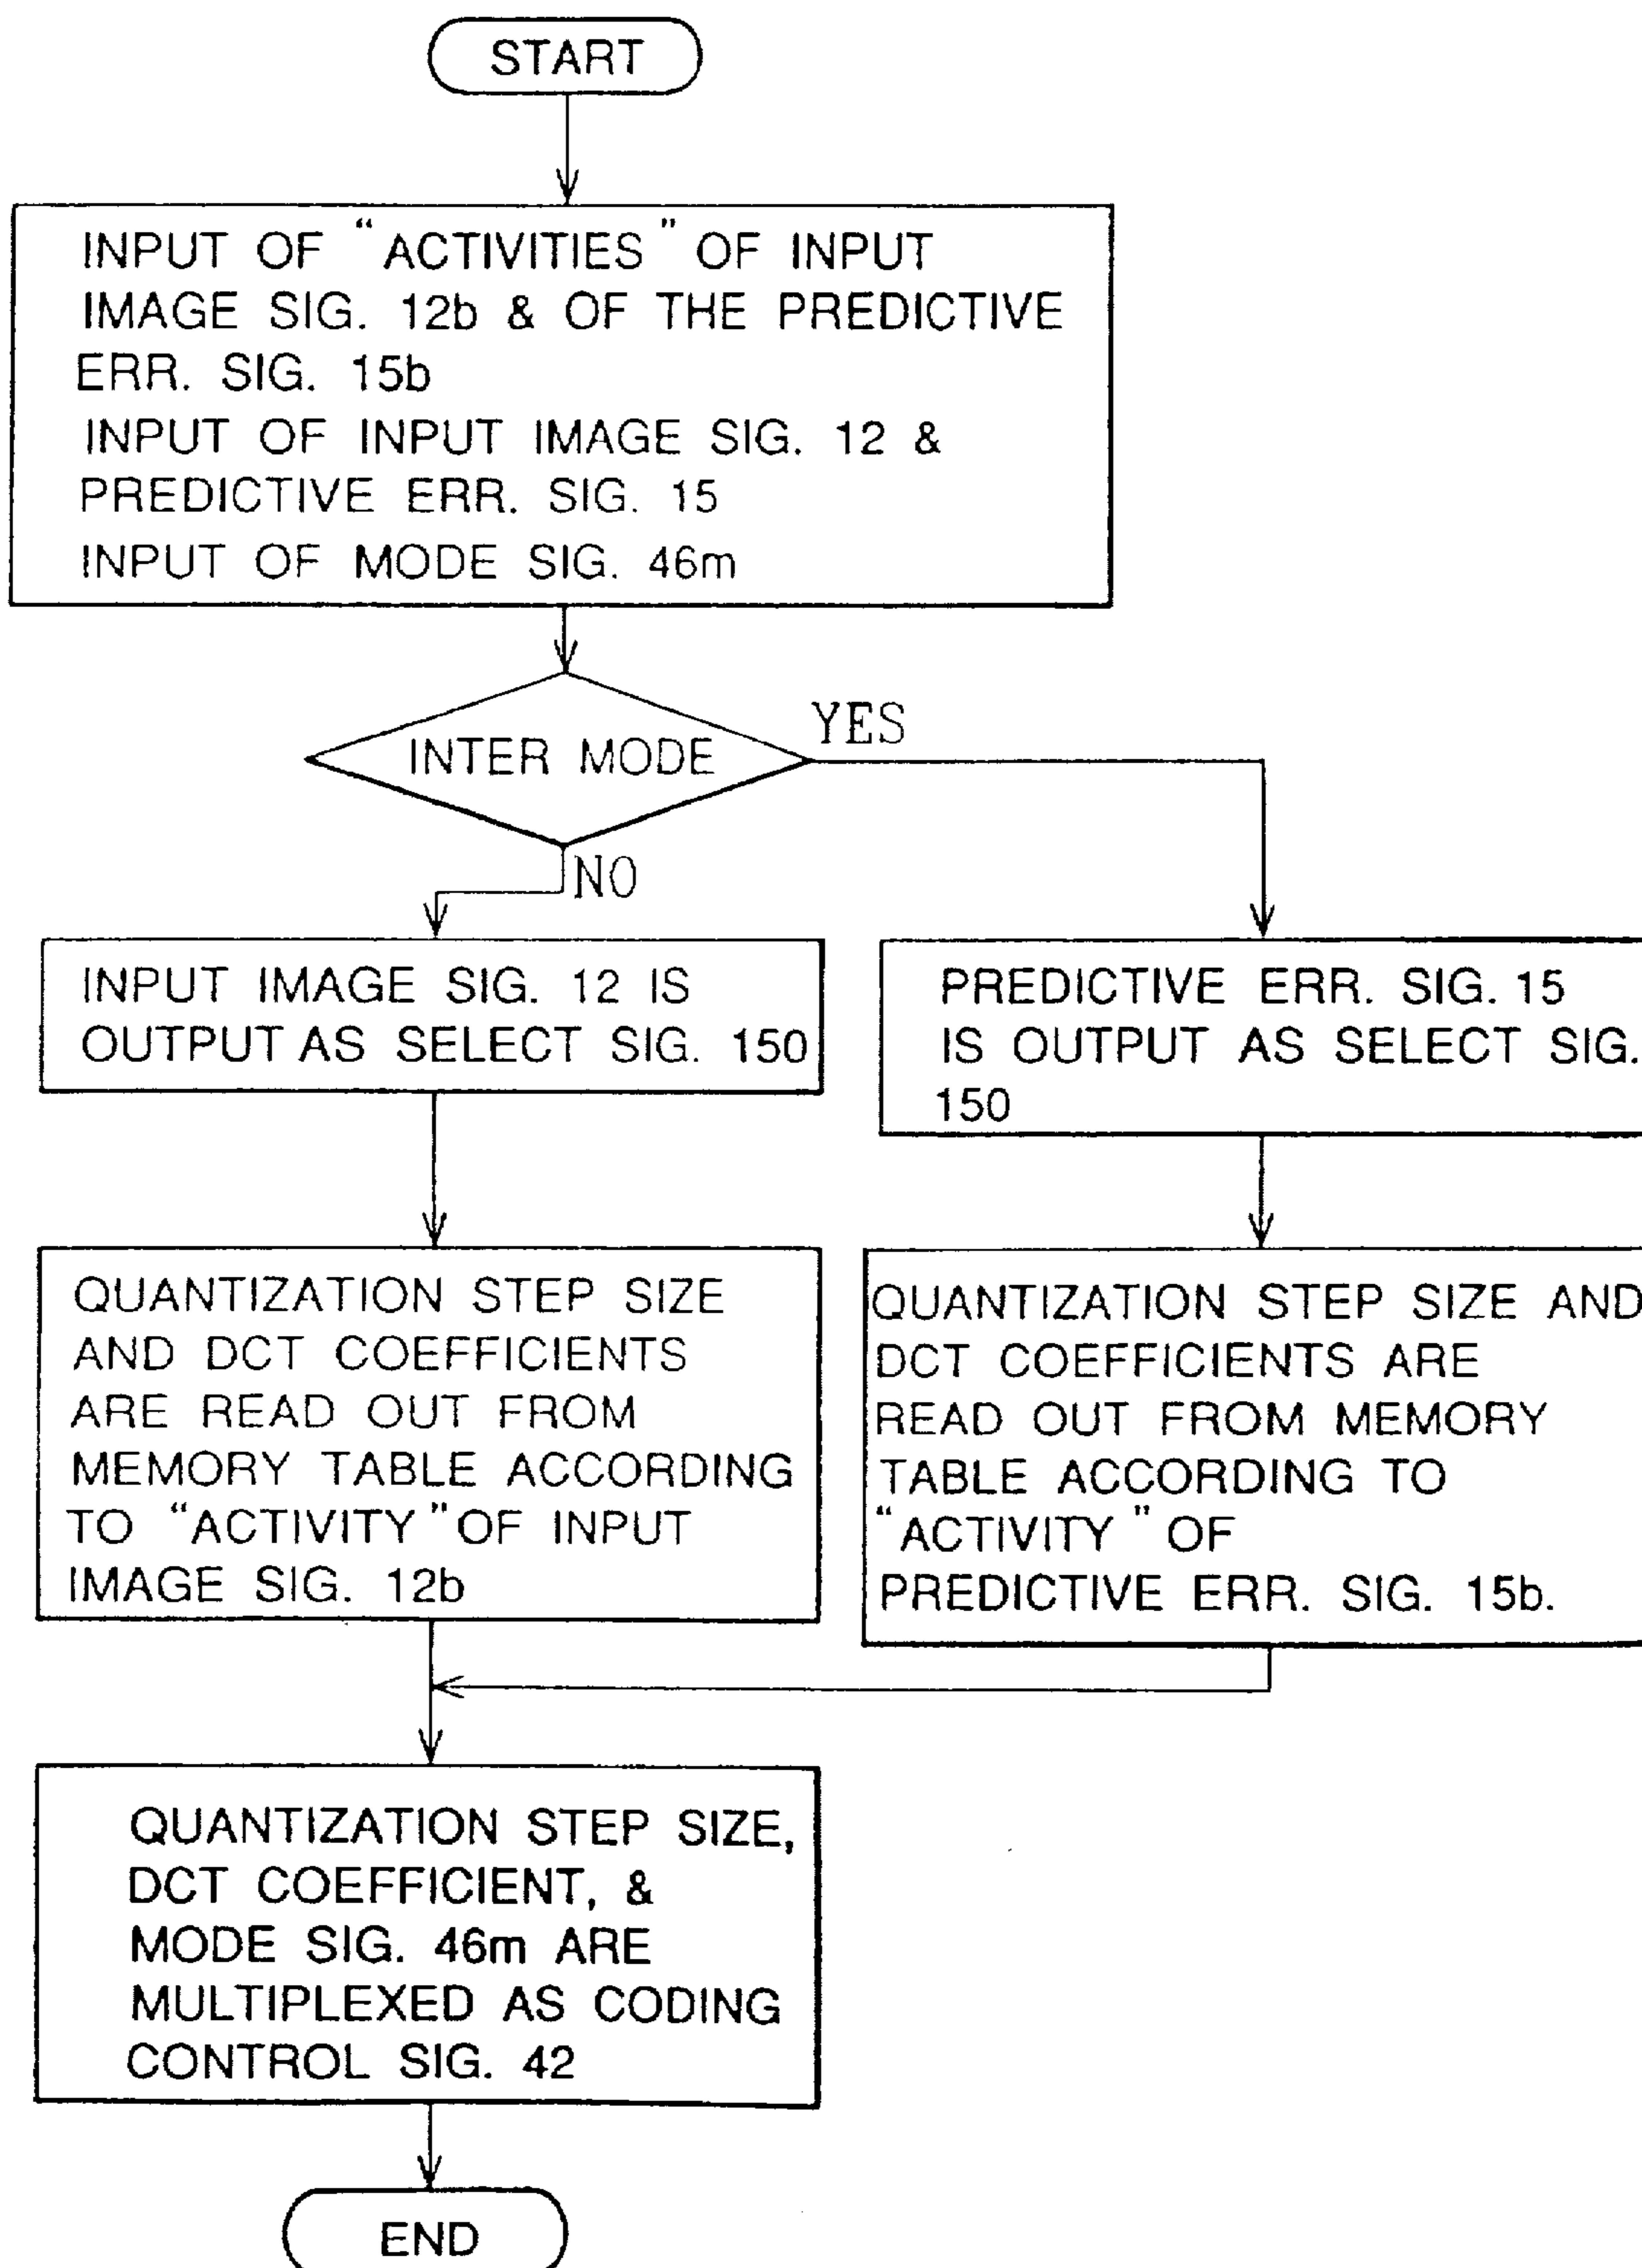 START
INPUT OF “ACTIVITIES” OF INPUT
IMAGE SIG. 12b & OF THE PREDICTIVE
ERR. SIG. 15b
INPUT OF INPUT IMAGE SIG. 12 &
PREDICTIVE ERR. SIG. 15
INPUT OF MODE SIG. 46m
INTER MODE
YES
NO
INPUT IMAGE SIG. 12 IS
OUTPUT AS SELECT SIG. 150
PREDICTIVE ERR. SIG. 15
IS OUTPUT AS SELECT SIG.
150
QUANTIZATION STEP SIZE
AND DCT COEFFICIENTS
ARE READ OUT FROM
MEMORY TABLE ACCORDING
TO “ACTIVITY” OF INPUT
IMAGE SIG. 12b
QUANTIZATION STEP SIZE AND
DCT COEFFICIENTS ARE
READ OUT FROM MEMORY
TABLE ACCORDING TO
“ACTIVITY” OF
PREDICTIVE ERR. SIG. 15b.
QUANTIZATION STEP SIZE,
DCT COEFFICIENT, &
MODE SIG. 46m ARE
MULTIPLEXED AS CODING
CONTROL SIG. 42
END